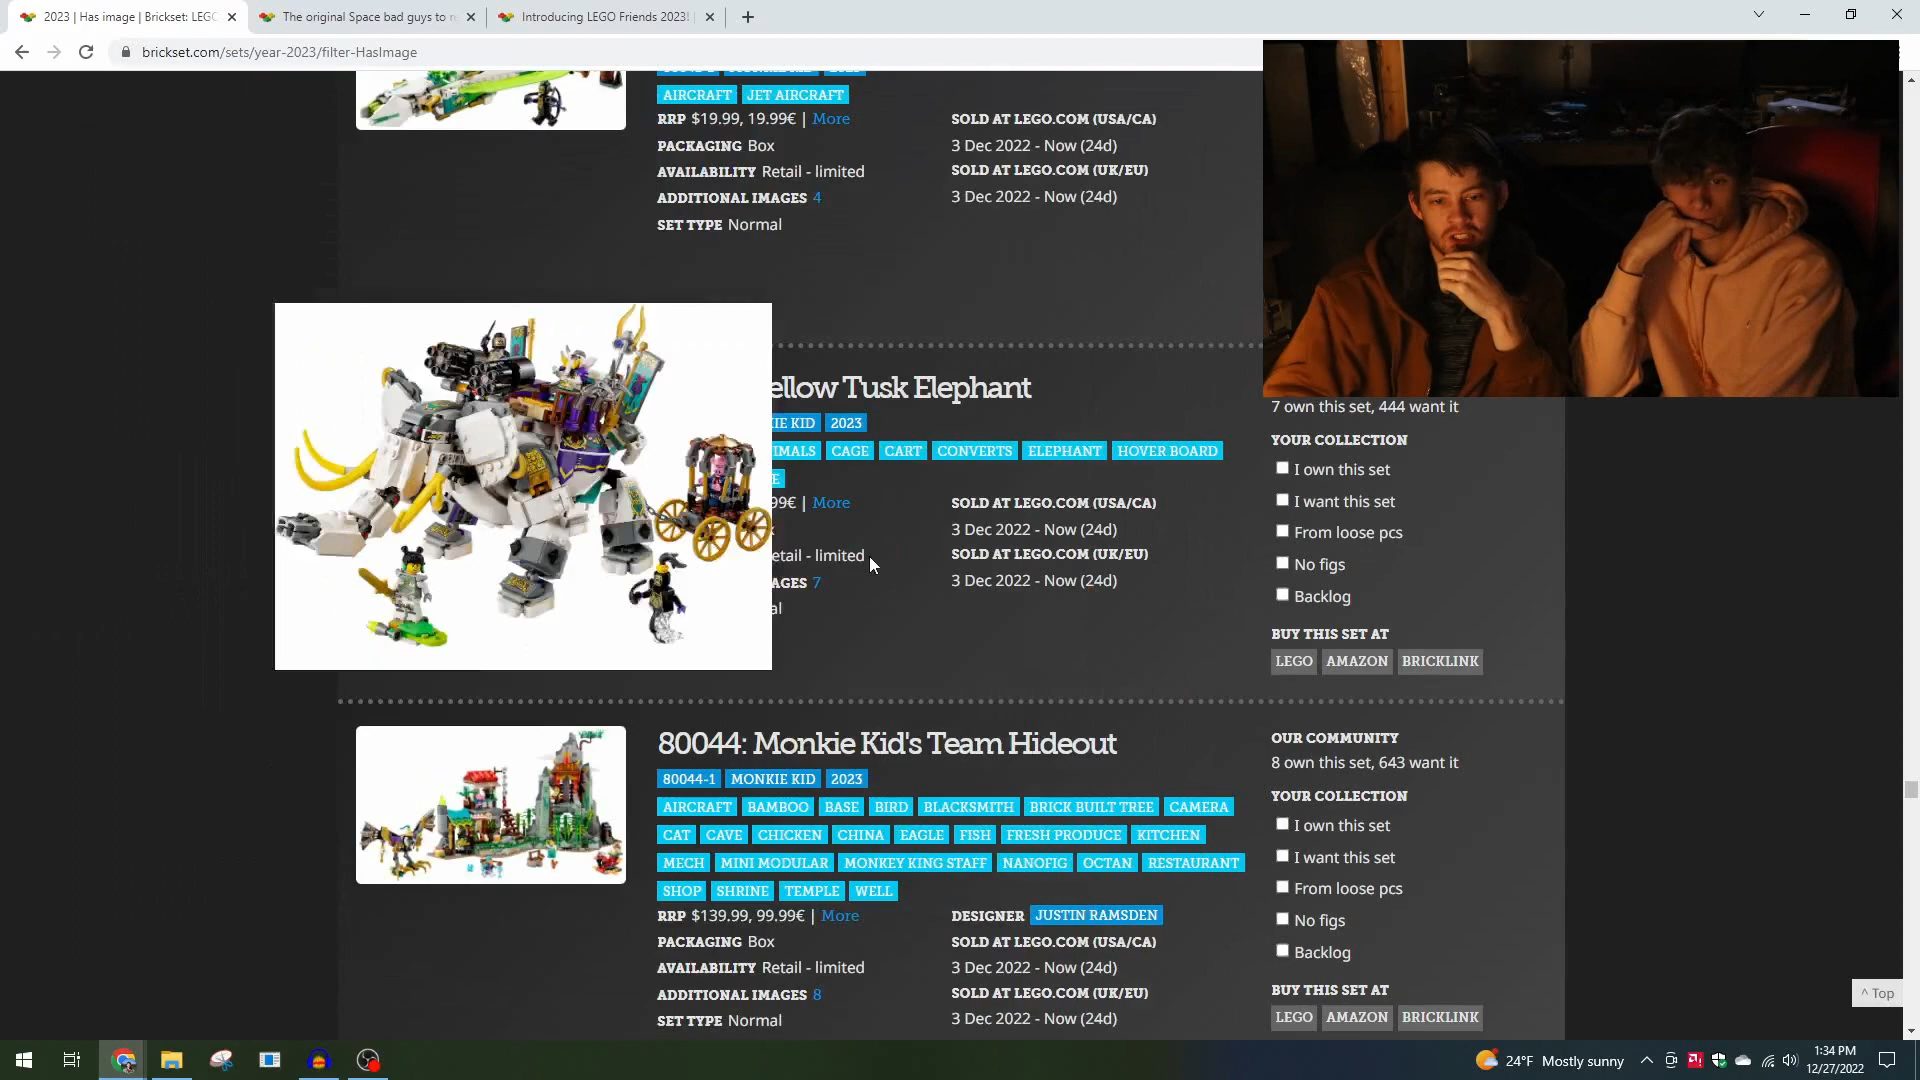 2023 | Has image | Brickset: LEGO
The original Space bad guys to r
Introducing LEGO Friends 2023!
brickset.com/sets/year-2023/filter-HasImage
AIRCRAFT JET AIRCRAFT
RRP $19.99, 19.99€ | More
PACKAGING Box
AVAILABILITY Retail - limited
ADDITIONAL IMAGES 4
SET TYPE Normal
SOLD AT LEGO.COM (USA/CA)
3 Dec 2022 - Now (24d)
SOLD AT LEGO.COM (UK/EU)
3 Dec 2022 - Now (24d)
ellow Tusk Elephant
IE KID 2023
IMALS CAGE CART CONVERTS ELEPHANT HOVER BOARD
E
99€ | More
etail - limited
AGES 7
al
SOLD AT LEGO.COM (USA/CA)
3 Dec 2022 - Now (24d)
SOLD AT LEGO.COM (UK/EU)
3 Dec 2022 - Now (24d)
7 own this set, 444 want it
YOUR COLLECTION
I own this set
I want this set
From loose pcs
No figs
Backlog
BUY THIS SET AT
LEGO AMAZON BRICKLINK
80044: Monkie Kid's Team Hideout
80044-1 MONKIE KID 2023
AIRCRAFT BAMBOO BASE BIRD BLACKSMITH BRICK BUILT TREE CAMERA
CAT CAVE CHICKEN CHINA EAGLE FISH FRESH PRODUCE KITCHEN
MECH MINI MODULAR MONKEY KING STAFF NANOFIG OCTAN RESTAURANT
SHOP SHRINE TEMPLE WELL
RRP $139.99, 99.99€ | More
PACKAGING Box
AVAILABILITY Retail - limited
ADDITIONAL IMAGES 8
SET TYPE Normal
DESIGNER JUSTIN RAMSDEN
SOLD AT LEGO.COM (USA/CA)
3 Dec 2022 - Now (24d)
SOLD AT LEGO.COM (UK/EU)
3 Dec 2022 - Now (24d)
OUR COMMUNITY
8 own this set, 643 want it
YOUR COLLECTION
I own this set
I want this set
From loose pcs
No figs
Backlog
BUY THIS SET AT
LEGO AMAZON BRICKLINK
^ Top
24°F Mostly sunny
1:34 PM
12/27/2022